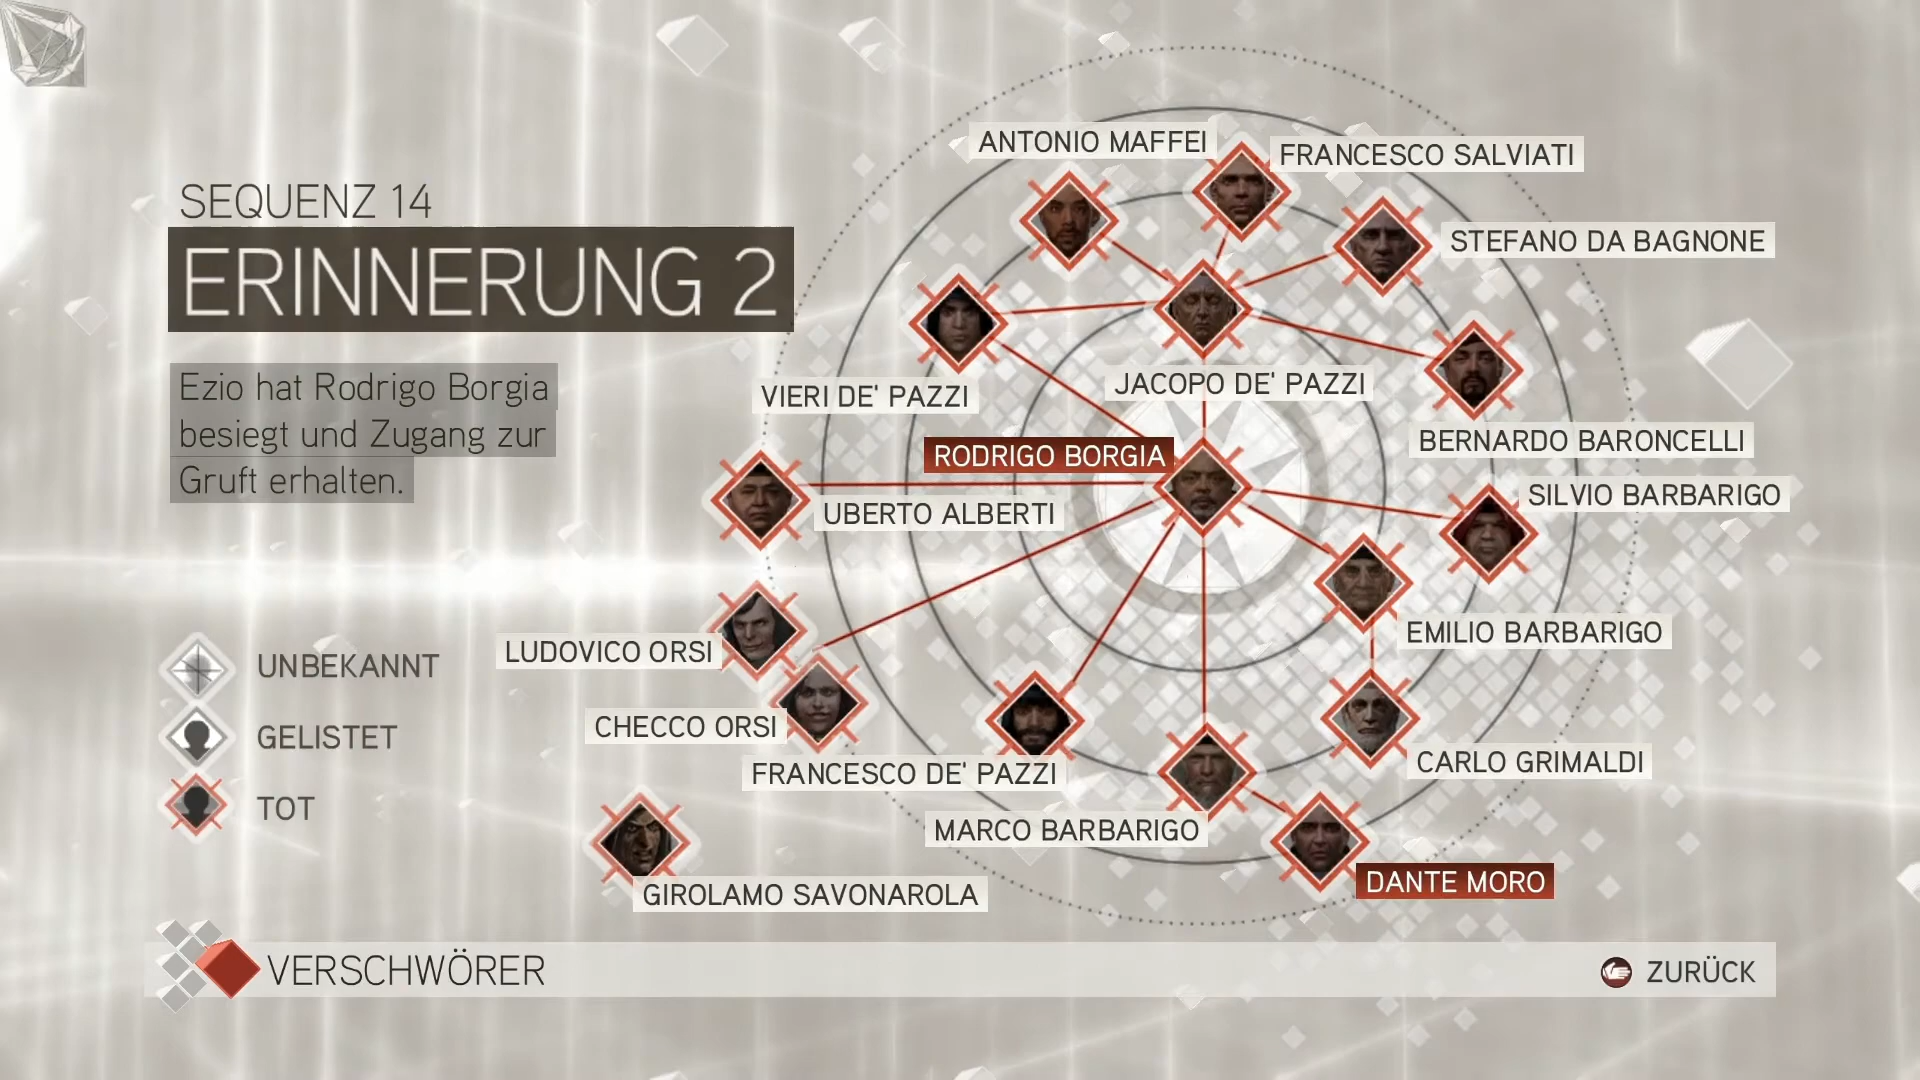 SEQUENZ 14
ERINNERUNG 2
Ezio hat Rodrigo Borgia
besiegt und Zugang zur
Gruft erhalten.
UNBEKANNT
GELISTET
TOT
ANTONIO MAFFEI
FRANCESCO SALVIATI
STEFANO DA BAGNONE
VIERI DE' PAZZI
JACOPO DE' PAZZI
BERNARDO BARONCELLI
RODRIGO BORGIA
SILVIO BARBARIGO
UBERTO ALBERTI
EMILIO BARBARIGO
LUDOVICO ORSI
CHECCO ORSI
CARLO GRIMALDI
FRANCESCO DE' PAZZI
MARCO BARBARIGO
DANTE MORO
GIROLAMO SAVONAROLA
VERSCHWÖRER
ZURÜCK